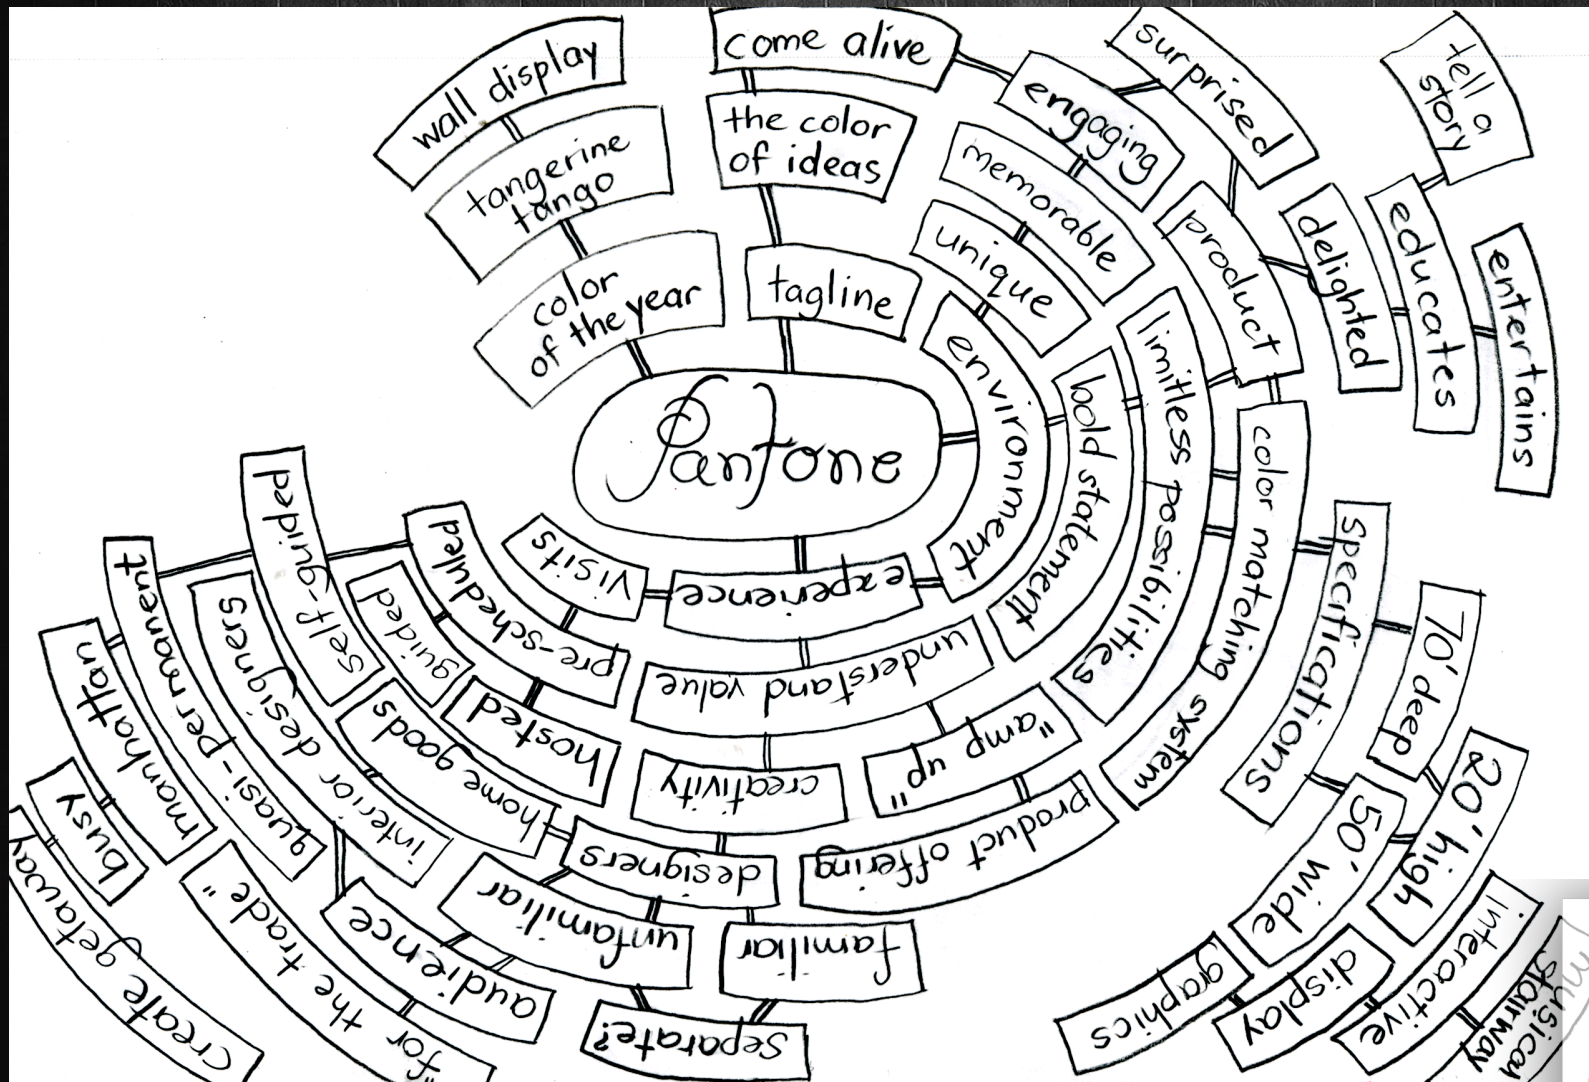 Pantone
color
of the year
tangerine
tango
wall display
tagline
the color
of ideas
come alive
engaging
surprised
memorable
unique
environment
product
delighted
educates
tell a
story
entertains
bold statement
limitless possibilities
color matching system
specifications
70' deep
20' high
50' wide
graphics
display
interactive
musical
stairway
experience
visits
pre-scheduled
guided
self-guided
hosted
understand value
"amp up"
creativity
product offering
designers
home goods
interior designers
quasi-permanent
manhattan
busy
create getaway
familiar
unfamiliar
separate?
audience
"for the trade"